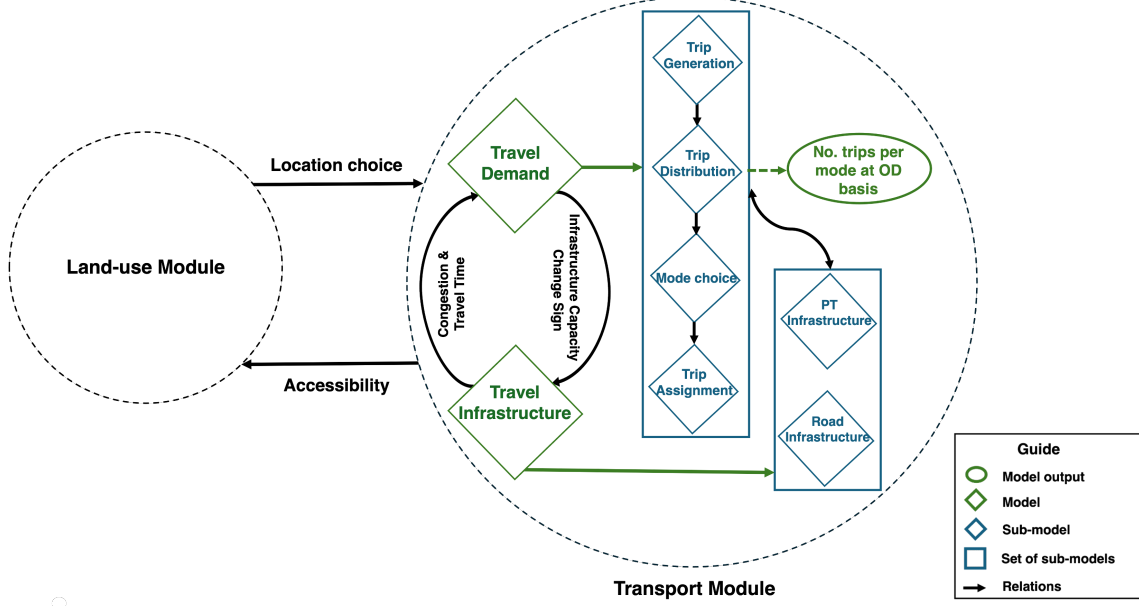 Land-use Module
Location choice
Accessibility
Travel
Demand
Congestion &
Travel Time
Infrastructure Capacity
Change Sign
Travel
Infrastructure
Trip
Generation
Trip
Distribution
Mode choice
Trip
Assignment
No. trips per
mode at OD
basis
PT
Infrastructure
Road
Infrastructure
Transport Module
Guide
Model output
Model
Sub-model
Set of sub-models
Relations